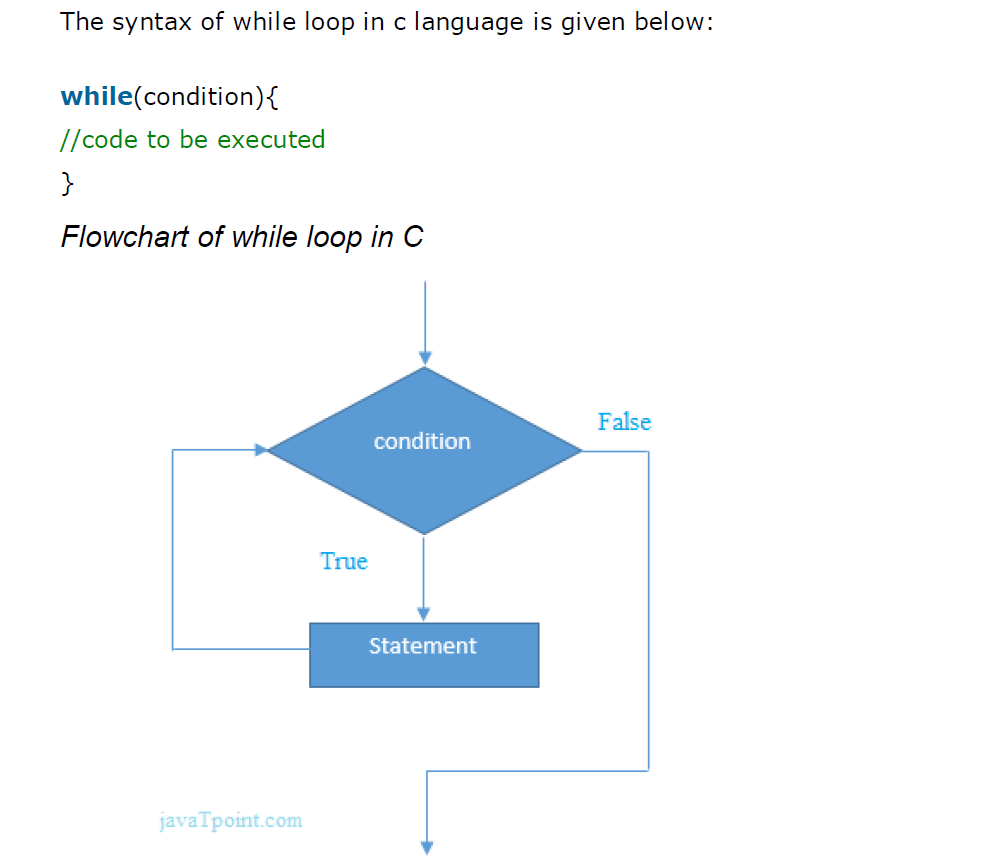 The syntax of while loop in c language is given below:
while(condition){
//code to be executed
}
Flowchart of while loop in C
condition
False
True
Statement
javaTpoint.com